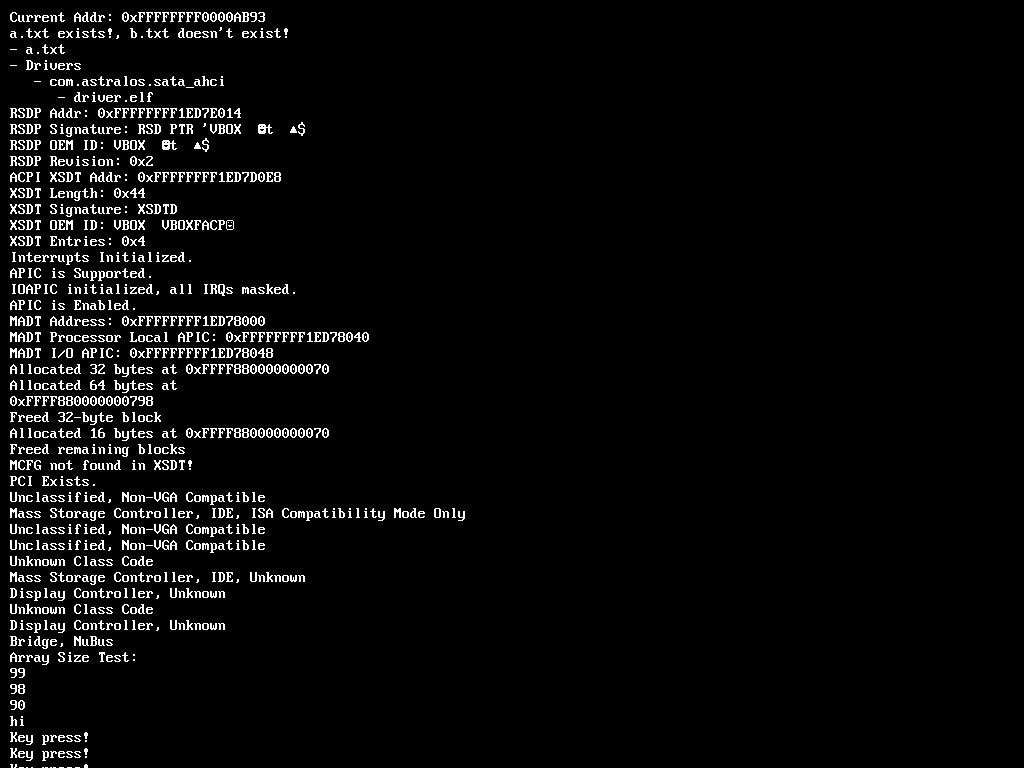 Current Addr: 0xFFFFFFFF0000AB93
a.txt exists!, b.txt doesn't exist!
- a.txt
- Drivers
- com.astralos.sata_ahci
- driver.elf
RSDP Addr: 0xFFFFFFFF1ED7E014
RSDP Signature: RSD PTR 'VBOX  ☻t  ▲$
RSDP OEM ID: VBOX  ☻t  ▲$
RSDP Revision: 0x2
ACPI XSDT Addr: 0xFFFFFFFF1ED7D0E8
XSDT Length: 0x44
XSDT Signature: XSDTD
XSDT OEM ID: VBOX  VBOXFACP☺
XSDT Entries: 0x4
Interrupts Initialized.
APIC is Supported.
IOAPIC initialized, all IRQs masked.
APIC is Enabled.
MADT Address: 0xFFFFFFFF1ED78000
MADT Processor Local APIC: 0xFFFFFFFF1ED78040
MADT I/O APIC: 0xFFFFFFFF1ED78048
Allocated 32 bytes at 0xFFFF880000000070
Allocated 64 bytes at
0xFFFF880000000798
Freed 32-byte block
Allocated 16 bytes at 0xFFFF880000000070
Freed remaining blocks
MCFG not found in XSDT!
PCI Exists.
Unclassified, Non-VGA Compatible
Mass Storage Controller, IDE, ISA Compatibility Mode Only
Unclassified, Non-VGA Compatible
Unclassified, Non-VGA Compatible
Unknown Class Code
Mass Storage Controller, IDE, Unknown
Display Controller, Unknown
Unknown Class Code
Display Controller, Unknown
Bridge, NuBus
Array Size Test:
99
98
90
hi
Key press!
Key press!
Key press!